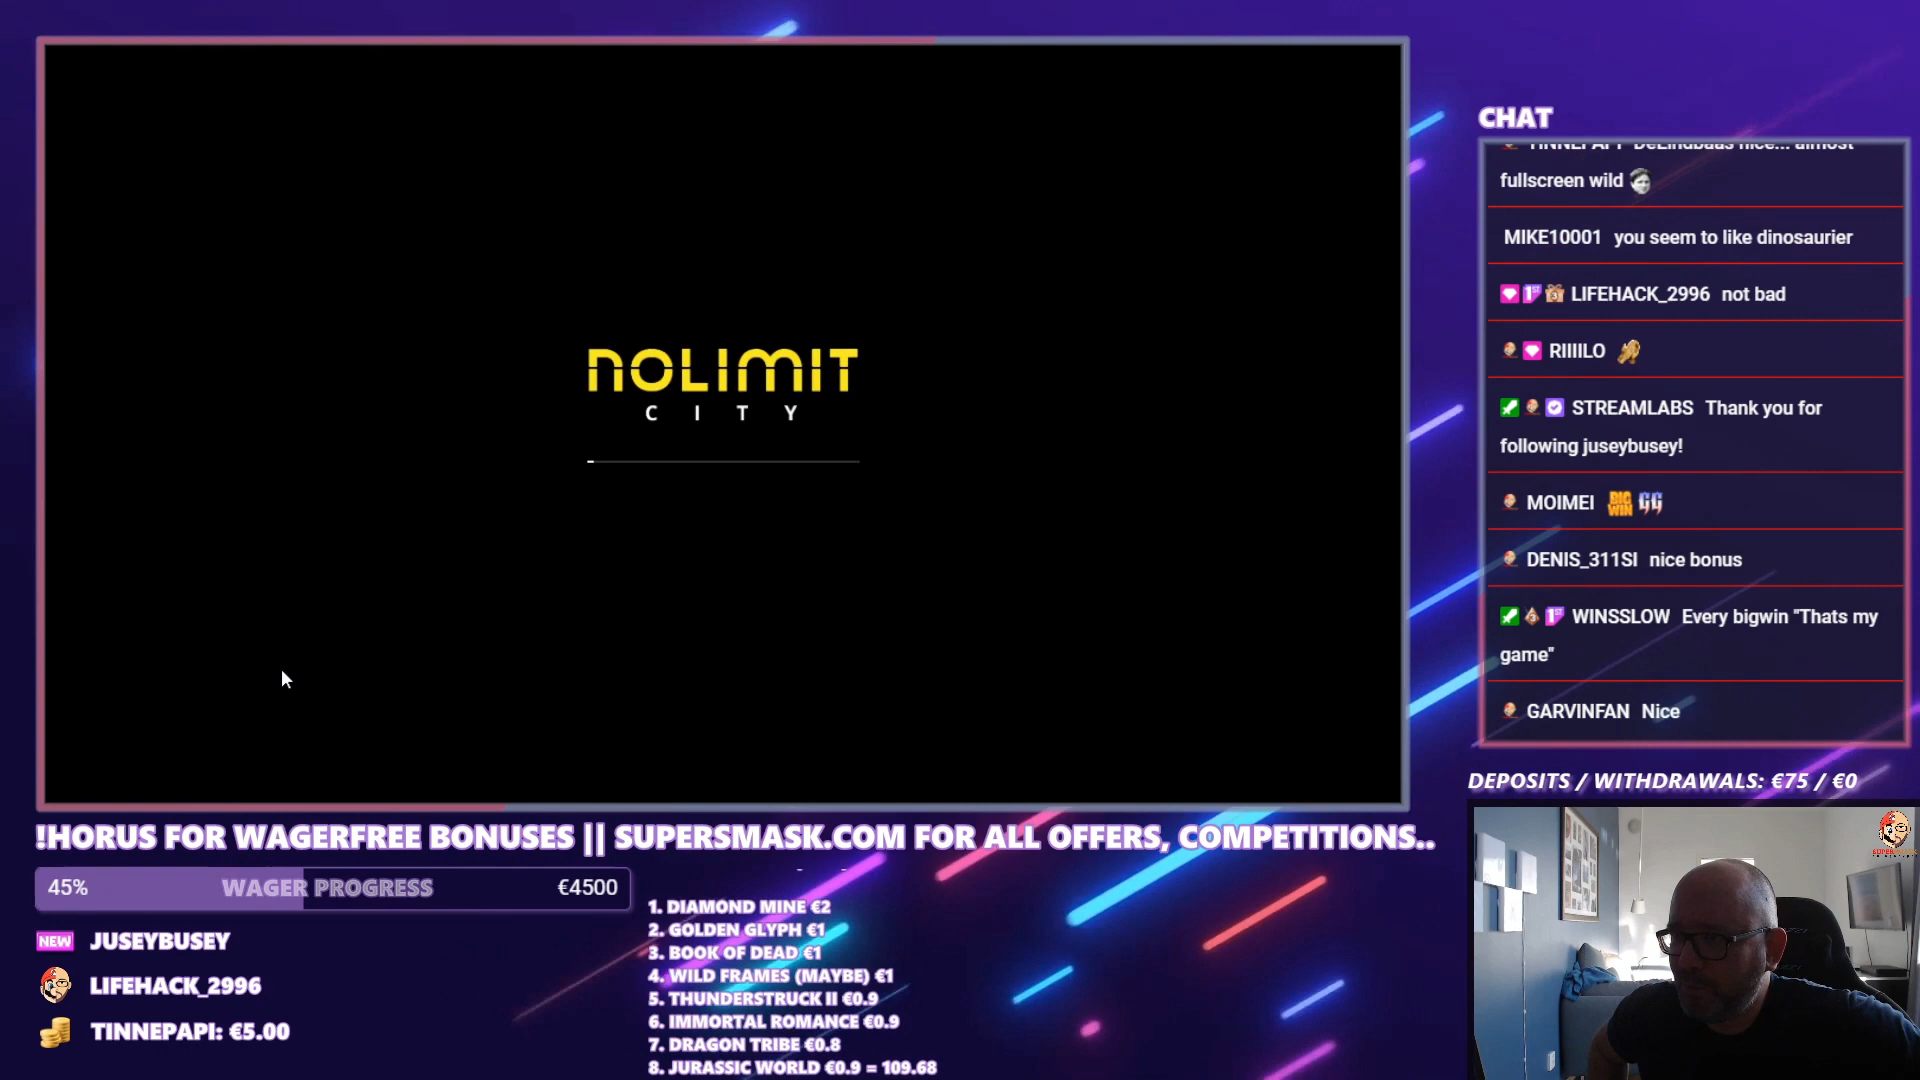 NOLIMIT
CITY
CHAT
fullscreen wild
MIKE10001 you seem to like dinosaurier
LIFEHACK_2996 not bad
RIIIILO
STREAMLABS Thank you for
following juseybusey!
MOIMEI BIG WIN GG
DENIS_311SI nice bonus
WINSSLOW Every bigwin "Thats my
game"
GARVINFAN Nice
DEPOSITS / WITHDRAWALS: €75 / €0
!HORUS FOR WAGERFREE BONUSES || SUPERSMASK.COM FOR ALL OFFERS, COMPETITIONS..
45% WAGER PROGRESS €4500
NEW JUSEYBUSEY
LIFEHACK_2996
TINNEPAPI: €5.00
1. DIAMOND MINE €2
2. GOLDEN GLYPH €1
3. BOOK OF DEAD €1
4. WILD FRAMES (MAYBE) €1
5. THUNDERSTRUCK II €0.9
6. IMMORTAL ROMANCE €0.9
7. DRAGON TRIBE €0.8
8. JURASSIC WORLD €0.9 = 109.68